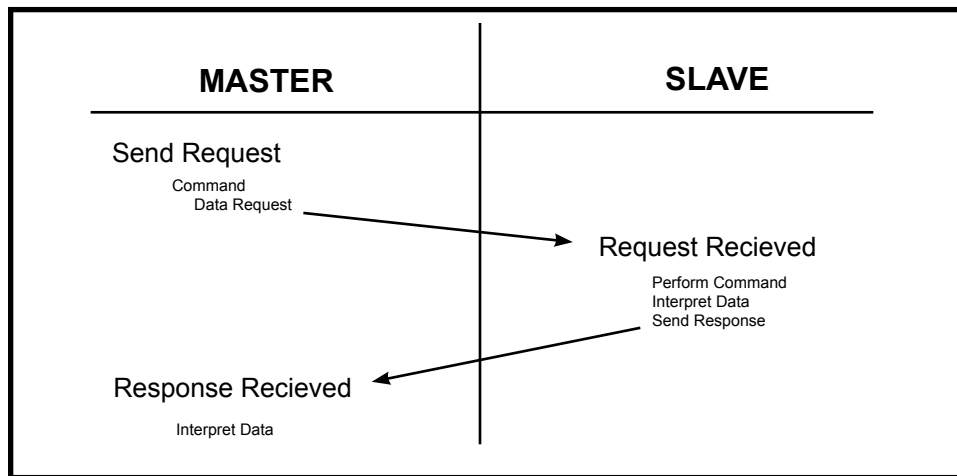 MASTER
SLAVE
Send Request
Command
Data Request
Request Recieved
Perform Command
Interpret Data
Send Response
Response Recieved
Interpret Data